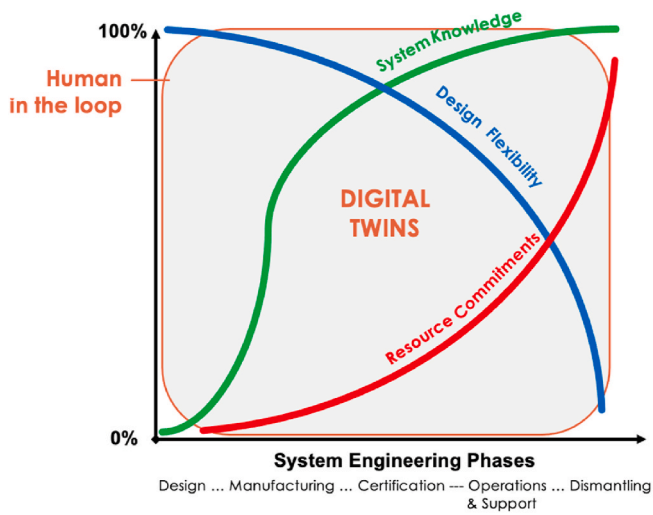 100%
System Knowledge
Human
in the loop
Design Flexibility
DIGITAL
TWINS
Resource Commitments
0%
System Engineering Phases
Design ... Manufacturing ... Certification --- Operations ... Dismantling
& Support